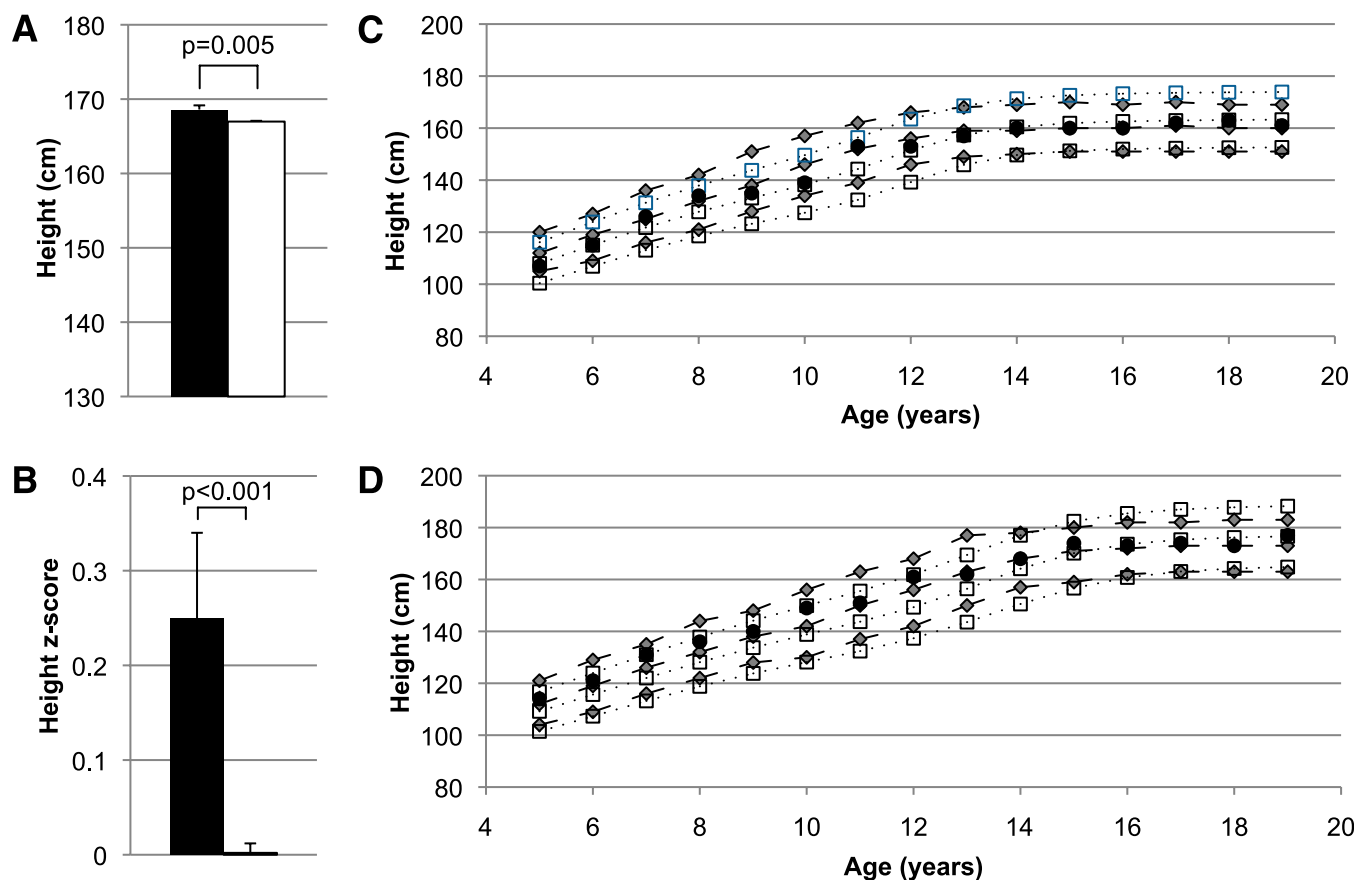 A
180
170
160
150
140
130
Height (cm)
p=0.005
C
200
180
160
140
120
100
80
Height (cm)
4 6 8 10 12 14 16 18 20
Age (years)
B
0.4
0.3
0.2
0.1
0
Height z-score
p<0.001
D
200
180
160
140
120
100
80
Height (cm)
4 6 8 10 12 14 16 18 20
Age (years)